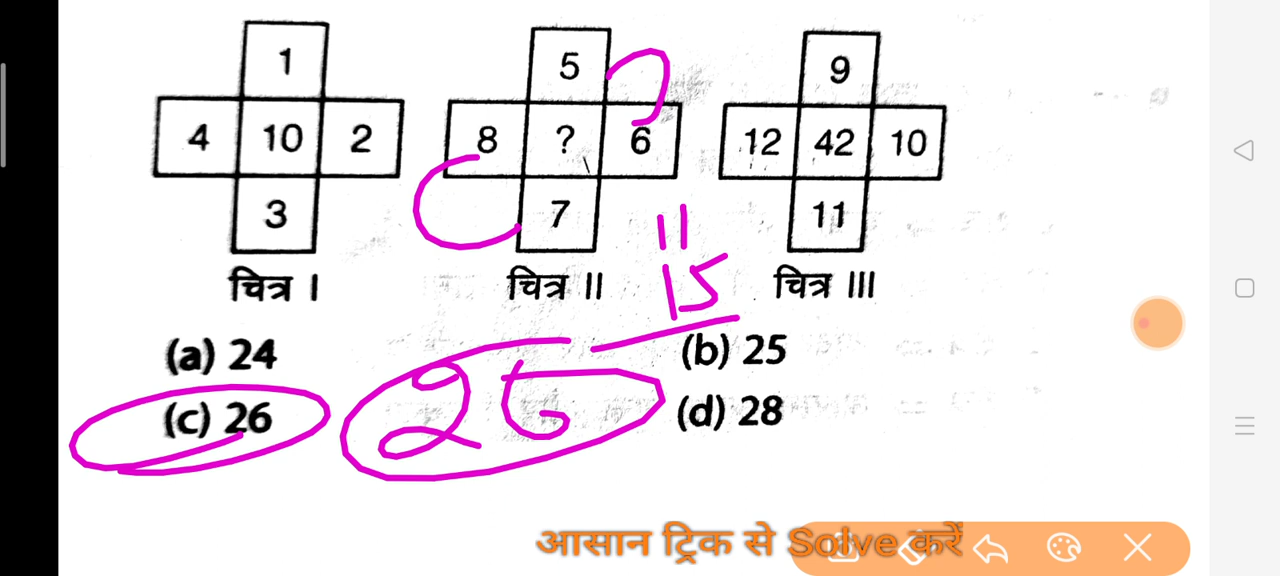 1 5 9
4 10 2 8 ? 6 12 42 10
3 7 11
11
15
चित्र I चित्र II चित्र III
(a) 24 (b) 25
(c) 26 26 (d) 28
आसान ट्रिक से Solve करें